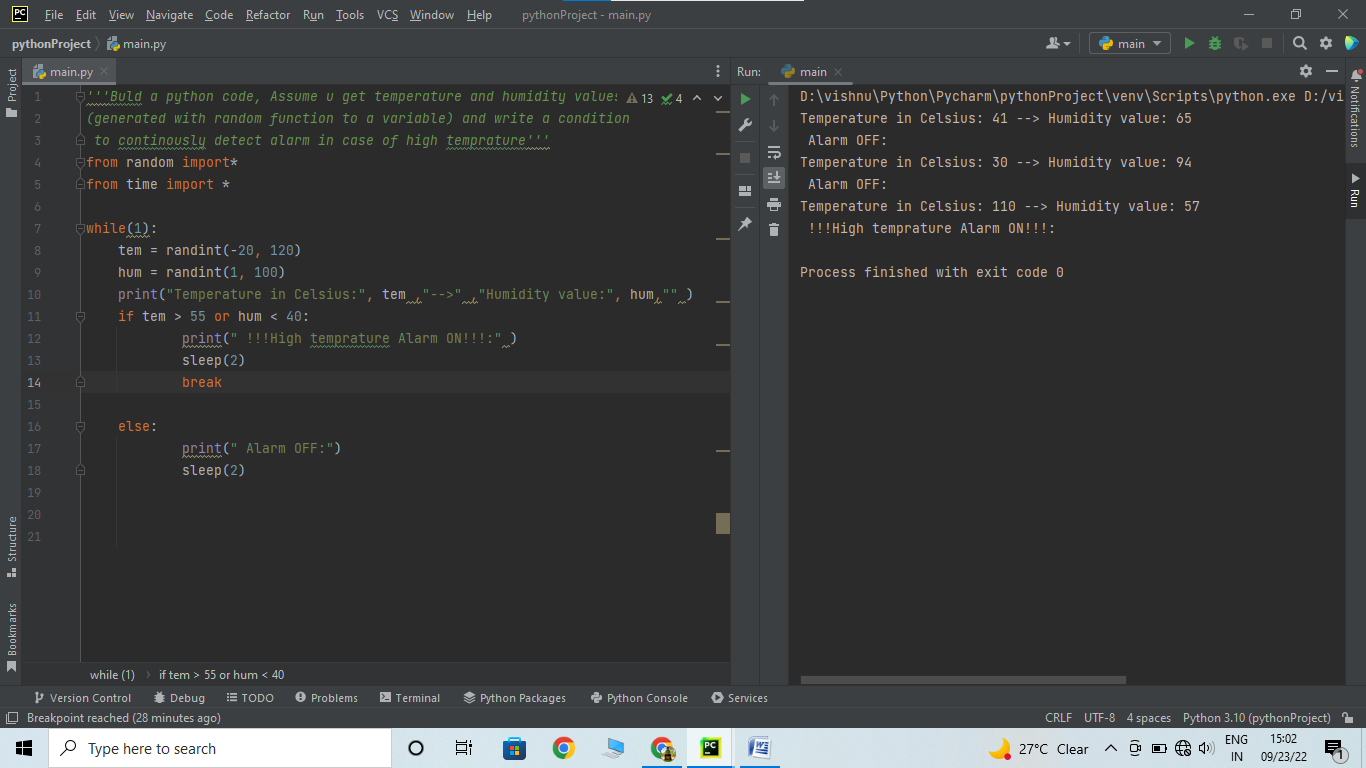 PC File Edit View Navigate Code Refactor Run Tools VCS Window Help pythonProject - main.py
pythonProject main.py main
main.py Run: main
Project
Structure
Bookmarks
Notifications
Run
13 4
1 '''Buld a python code, Assume u get temperature and humidity values
2 (generated with random function to a variable) and write a condition
3 to continously detect alarm in case of high temprature'''
4 from random import*
5 from time import *
6
7 while(1):
8 tem = randint(-20, 120)
9 hum = randint(1, 100)
10 print("Temperature in Celsius:", tem ,"-->" ,"Humidity value:", hum,"" )
11 if tem > 55 or hum < 40:
12 print(" !!!High temprature Alarm ON!!!:" )
13 sleep(2)
14 break
15
16 else:
17 print(" Alarm OFF:")
18 sleep(2)
19
20
21
while (1) if tem > 55 or hum < 40
D:\vishnu\Python\Pycharm\pythonProject\venv\Scripts\python.exe D:/vi
Temperature in Celsius: 41 --> Humidity value: 65
Alarm OFF:
Temperature in Celsius: 30 --> Humidity value: 94
Alarm OFF:
Temperature in Celsius: 110 --> Humidity value: 57
!!!High temprature Alarm ON!!!:
Process finished with exit code 0
Version Control Debug TODO Problems Terminal Python Packages Python Console Services
Breakpoint reached (28 minutes ago) CRLF UTF-8 4 spaces Python 3.10 (pythonProject)
Type here to search PC W 27°C Clear ENG 15:02
IN 09/23/22 1